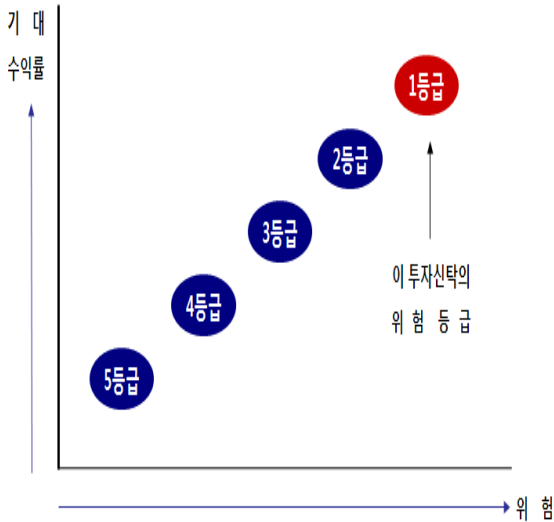 기 대
수익률
1등급
2등급
3등급
이 투자신탁의
4등급
위 험 등 급
5등급
위 험